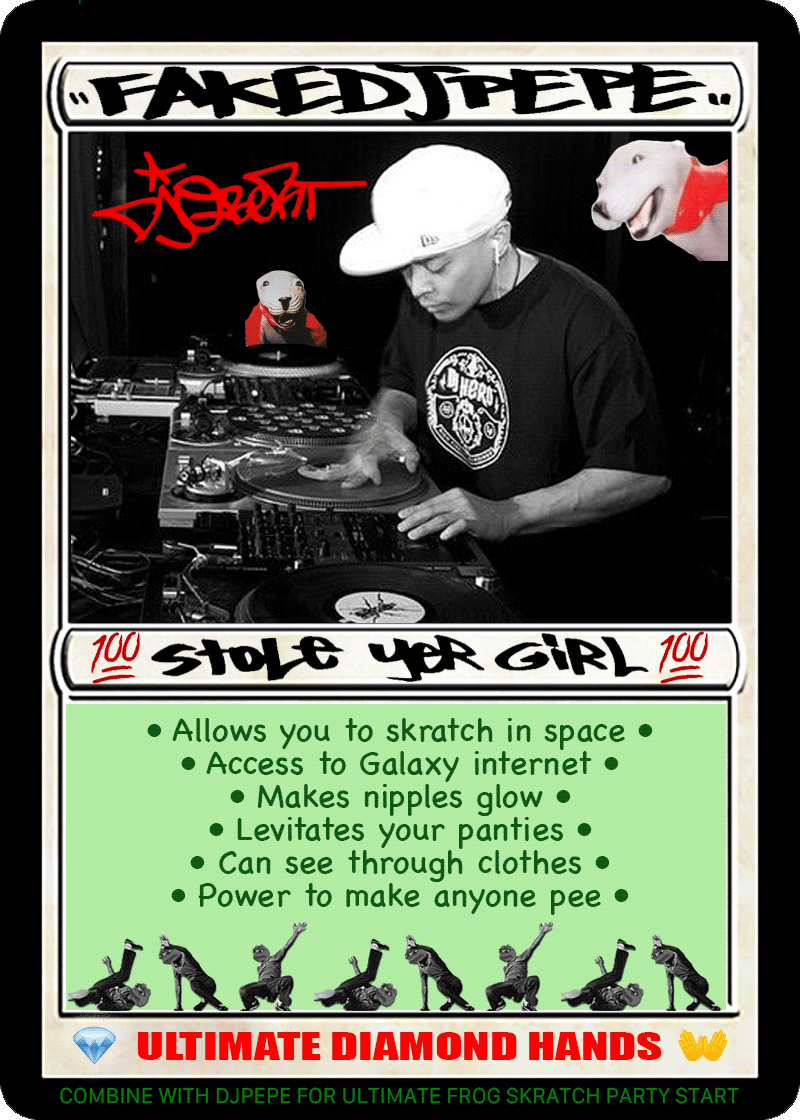 "FAKEDJPEPE"
DJQBERT
DJ HERO
💯 STOLE YER GIRL 💯
• Allows you to skratch in space •
• Access to Galaxy internet •
• Makes nipples glow •
• Levitates your panties •
• Can see through clothes •
• Power to make anyone pee •
💎 ULTIMATE DIAMOND HANDS 👐
COMBINE WITH DJPEPE FOR ULTIMATE FROG SKRATCH PARTY START